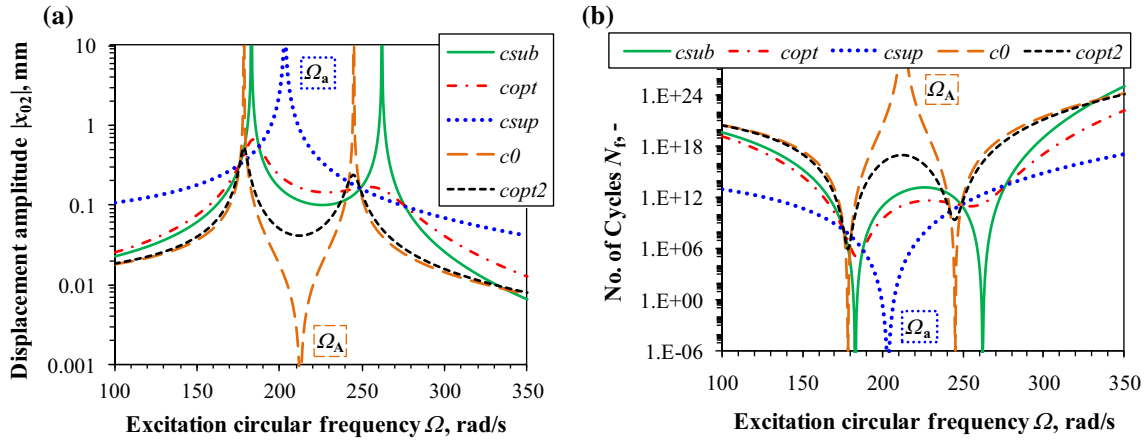 (a)
Displacement amplitude |x02|, mm
10
1
0.1
0.01
0.001
100 150 200 250 300 350
Excitation circular frequency Ω, rad/s
Ωa
ΩA
csub
copt
csup
c0
copt2
(b)
csub copt csup c0 copt2
No. of Cycles Nf, -
1.E+24
1.E+18
1.E+12
1.E+06
1.E+00
1.E-06
100 150 200 250 300 350
Excitation circular frequency Ω, rad/s
ΩA
Ωa